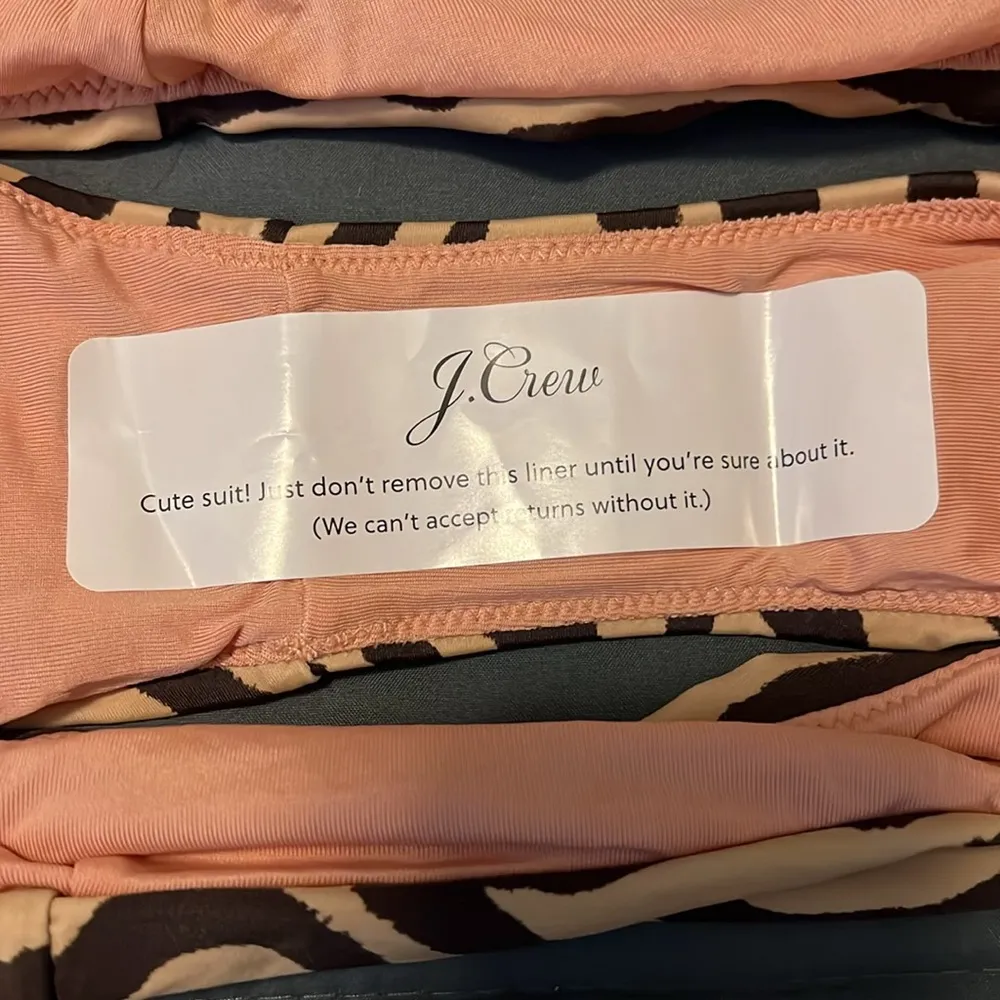 J.Crew
Cute suit! Just don't remove this liner until you're sure about it.
(We can't accept returns without it.)